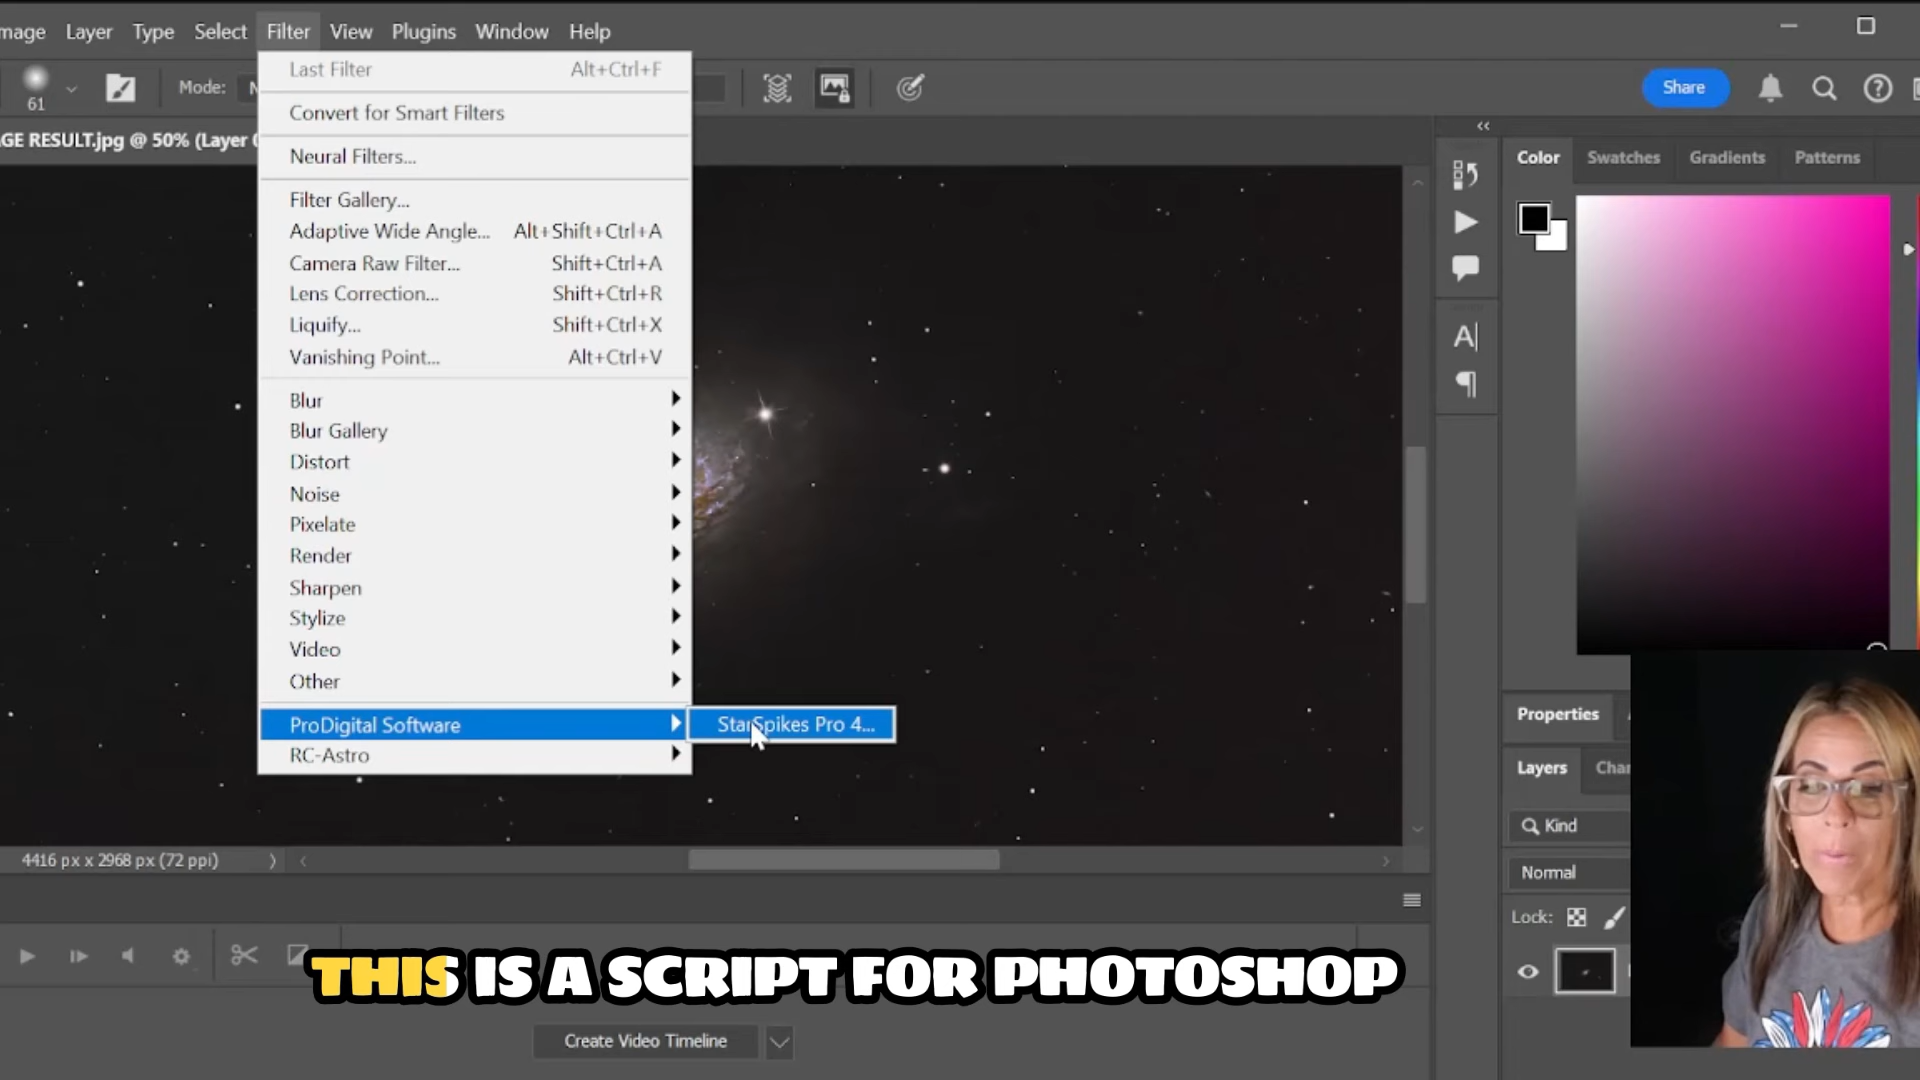 mage Layer Type Select Filter View Plugins Window Help
61 Mode: N Share
GE RESULT.jpg @ 50% (Layer
Last Filter Alt+Ctrl+F
Convert for Smart Filters
Neural Filters...
Filter Gallery...
Adaptive Wide Angle... Alt+Shift+Ctrl+A
Camera Raw Filter... Shift+Ctrl+A
Lens Correction... Shift+Ctrl+R
Liquify... Shift+Ctrl+X
Vanishing Point... Alt+Ctrl+V
Blur
Blur Gallery
Distort
Noise
Pixelate
Render
Sharpen
Stylize
Video
Other
ProDigital Software StarSpikes Pro 4...
RC-Astro
Color Swatches Gradients Patterns
Properties
Layers Chan
Kind
Normal
Lock:
4416 px x 2968 px (72 ppi)
THIS IS A SCRIPT FOR PHOTOSHOP
Create Video Timeline